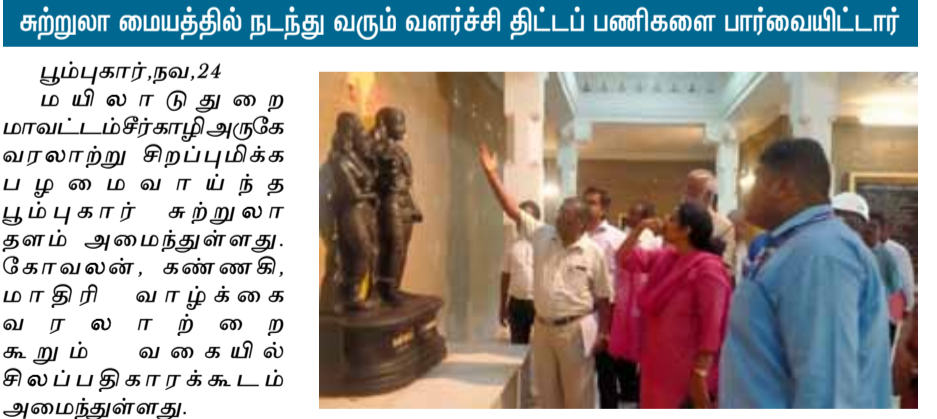 சுற்றுலா மையத்தில் நடந்து வரும் வளர்ச்சி திட்டப் பணிகளை பார்வையிட்டார்
பூம்புகார்,நவ,24
மயிலாடுதுறை
மாவட்டம்சீர்காழிஅருகே
வரலாற்று சிறப்புமிக்க
பழமைவாய்ந்த
பூம்புகார் சுற்றுலா
தளம் அமைந்துள்ளது.
கோவலன், கண்ணகி,
மாதிரி வாழ்க்கை
வரலாற்றை
கூறும் வகையில்
சிலப்பதிகாரக்கூடம்
அமைந்துள்ளது.